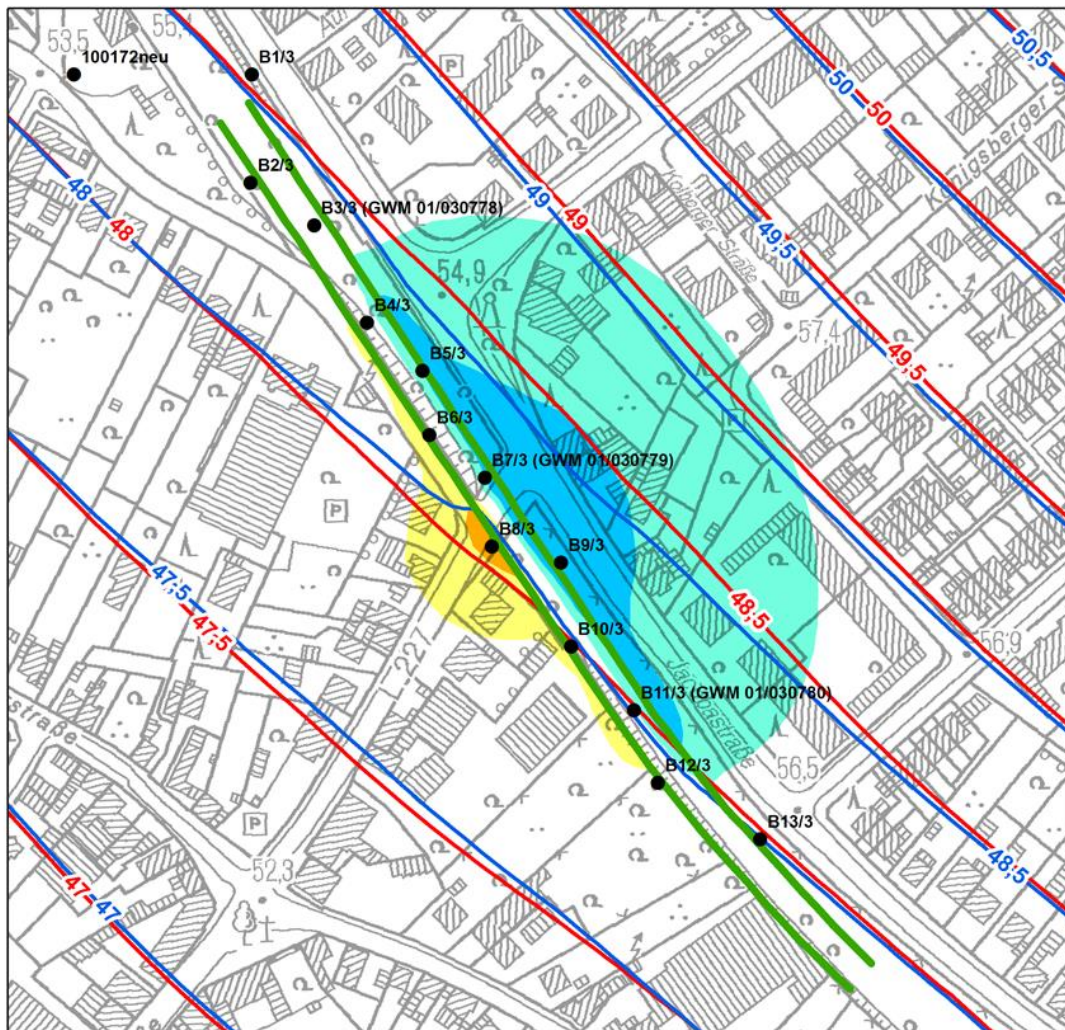 55,4
53,5
100172neu
B1/3
P
50,5
50,5
50
50
B2/3
48
48
B3/3 (GWM 01/030778)
49
49
49,5
54,9
B4/3
57,4
49,5
B5/3
B6/3
B7/3 (GWM 01/030779)
P
B8/3
B9/3
47,5
47,5
48,5
B10/3
L 227
56,9
B11/3 (GWM 01/030780)
straße
56,5
B12/3
P
B13/3
48,5
52,3
47
47